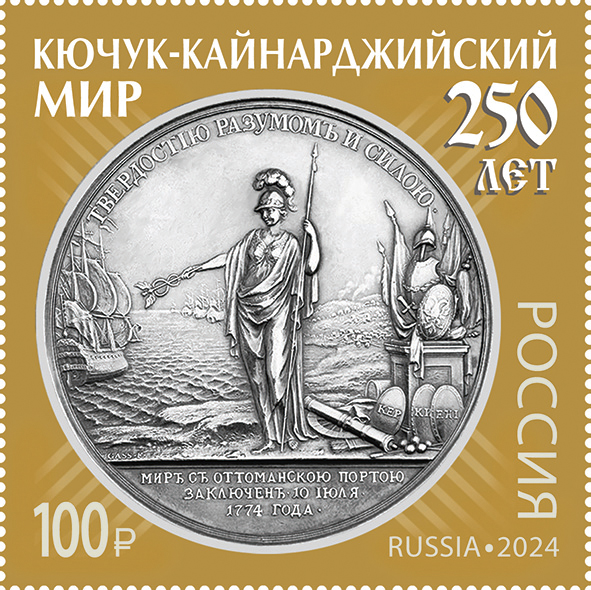 КЮЧУК-КАЙНАРДЖИЙСКИЙ
МИР
250
ЛЕТ
ТВЕРДОСТІЮ РАЗУМОМЪ И СИЛОЮ.
КЕР
МИРЪ СЪ ОТТОМАНСКОЮ ПОРТОЮ
ЗАКЛЮЧЕНЪ · 10 ІЮЛЯ
1774 ГОДА ·
РОССИЯ
100₽
RUSSIA • 2024